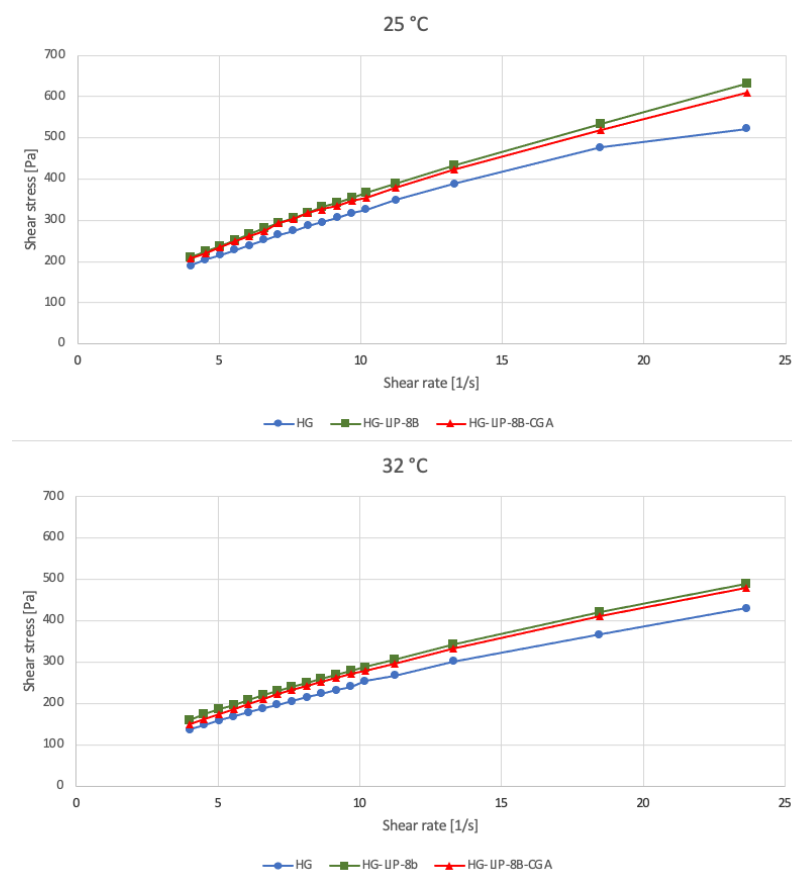 25 °C
700
600
500
400
300
200
100
0
Shear stress [Pa]
0 5 10 15 20 25
Shear rate [1/s]
HG HG-LIP-8B HG-LIP-8B-CGA
32 °C
700
600
500
400
300
200
100
0
Shear stress [Pa]
0 5 10 15 20 25
Shear rate [1/s]
HG HG-LIP-8b HG-LIP-8B-CGA